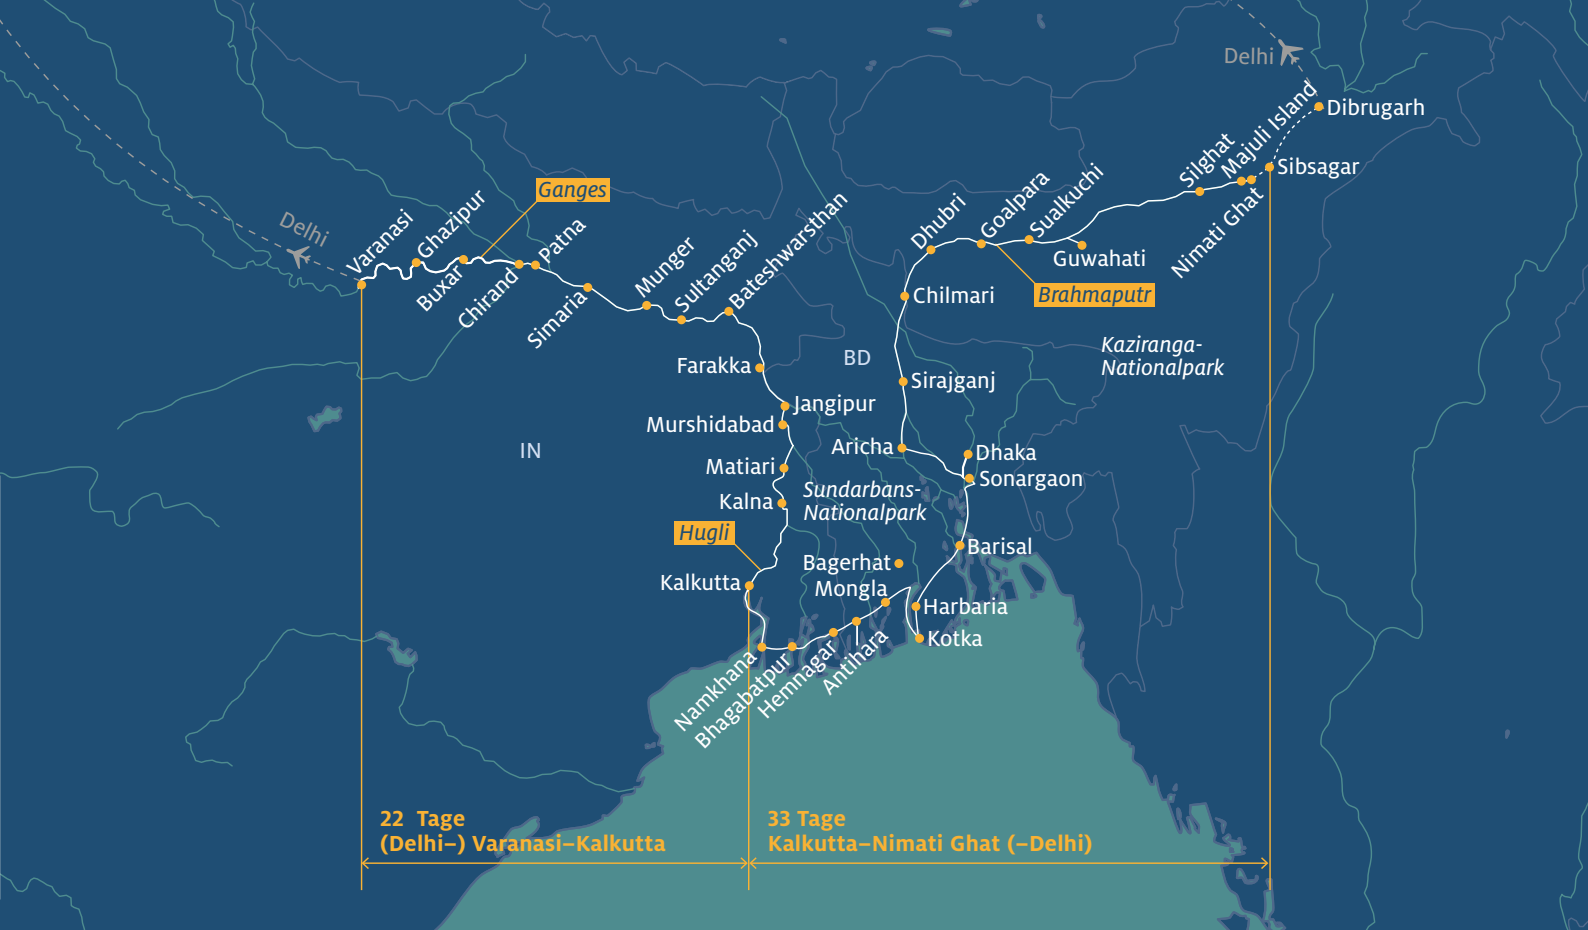 Delhi
Dibrugarh
Majuli Island
Silghat
Sibsagar
Nimati Ghat
Ganges
Delhi
Varanasi
Ghazipur
Buxar
Chirand
Patna
Simaria
Munger
Sultanganj
Bateshwarsthan
Dhubri
Goalpara
Sualkuchi
Guwahati
Brahmaputr
Chilmari
Kaziranga-
Nationalpark
BD
Farakka
Sirajganj
Jangipur
Murshidabad
IN
Aricha
Dhaka
Matiari
Sonargaon
Kalna
Sundarbans-
Nationalpark
Hugli
Barisal
Bagerhat
Kalkutta
Mongla
Harbaria
Kotka
Namkhana
Bhagabatpur
Hemnagar
Antihara
22 Tage
(Delhi–) Varanasi–Kalkutta
33 Tage
Kalkutta–Nimati Ghat (–Delhi)